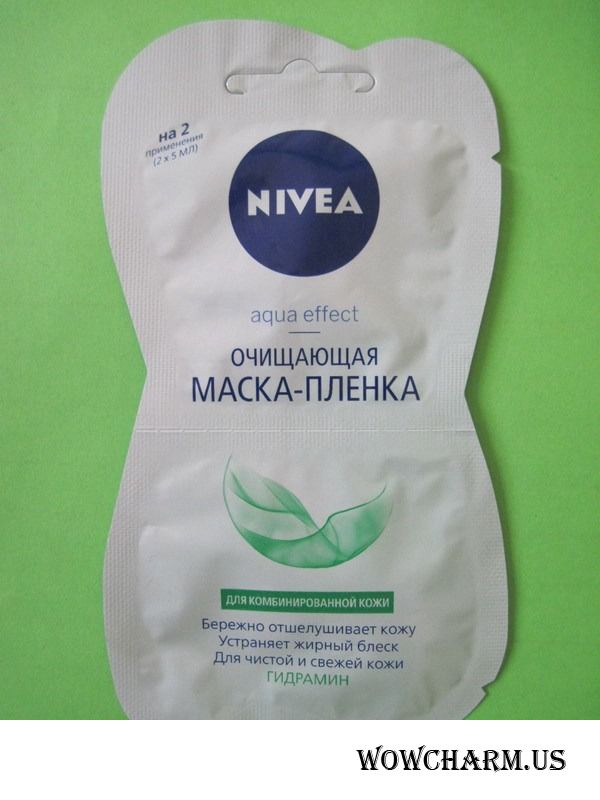 на 2
применения
(2 x 5 МЛ)
NIVEA
aqua effect
ОЧИЩАЮЩАЯ
МАСКА-ПЛЕНКА
ДЛЯ КОМБИНИРОВАННОЙ КОЖИ
Бережно отшелушивает кожу
Устраняет жирный блеск
Для чистой и свежей кожи
ГИДРАМИН
WOWCHARM.US